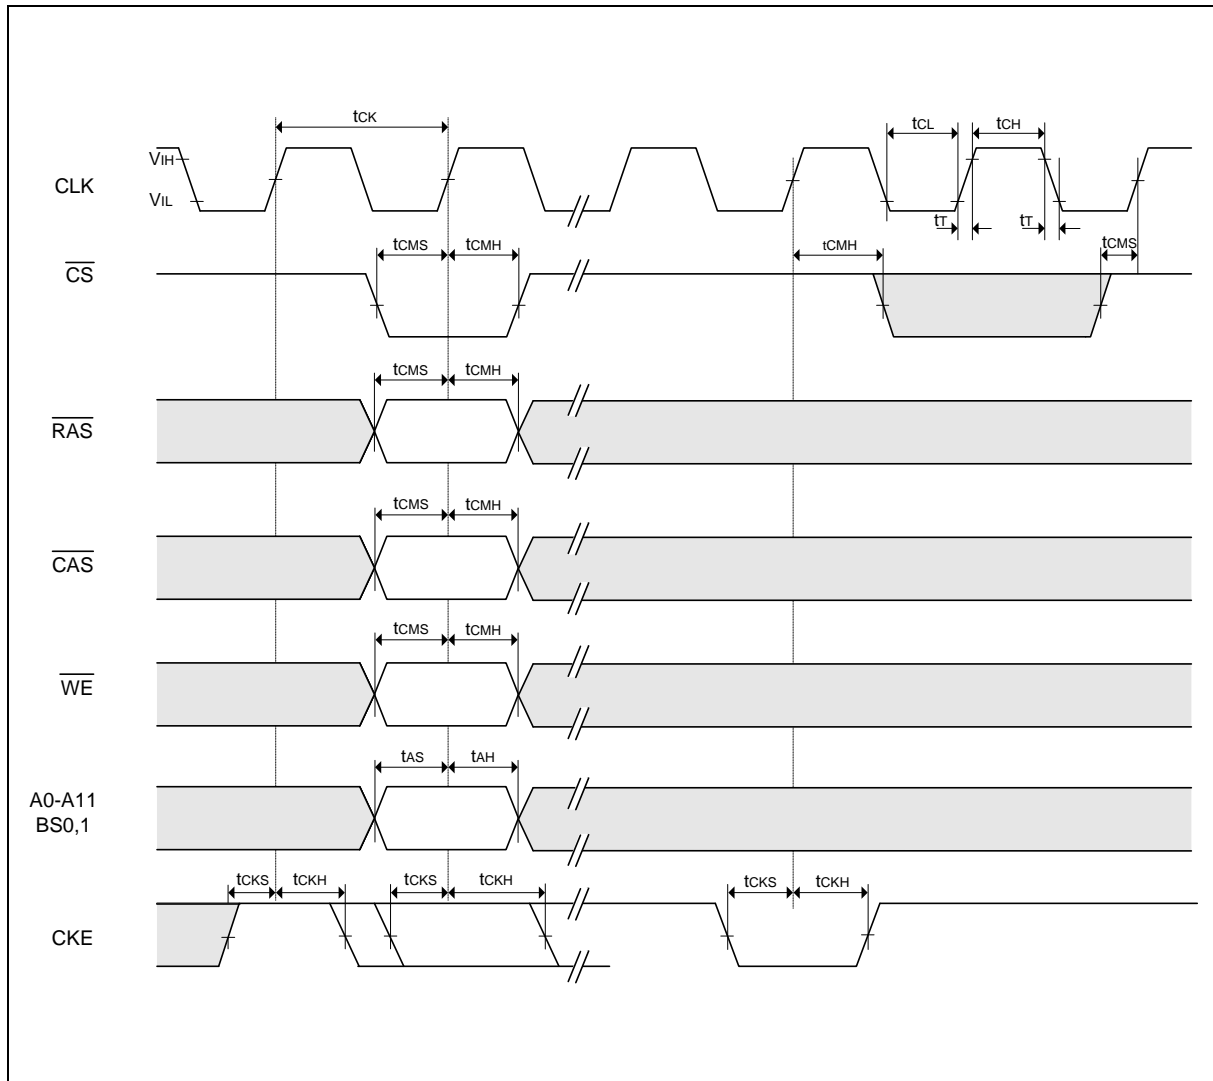 tCK
tCL
tCH
VIH
CLK
VIL
tT
tT
tCMS
tCMH
tCMH
tCMS
CS
tCMS
tCMH
RAS
tCMS
tCMH
CAS
tCMS
tCMH
WE
tAS
tAH
A0-A11
BS0,1
tCKS
tCKH
tCKS
tCKH
tCKS
tCKH
CKE